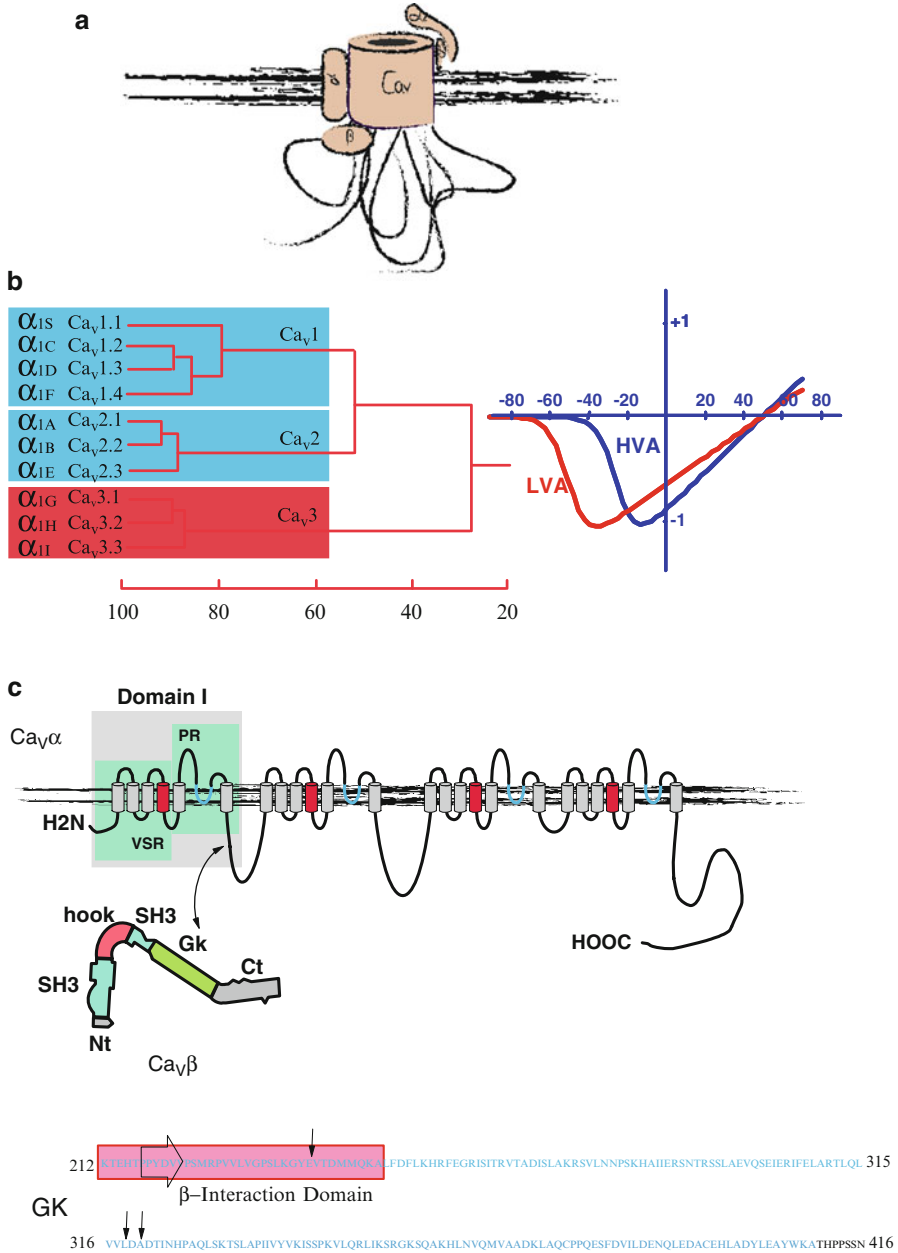 a
α₂
δ
γ
Cav
β
b
α1S Cav1.1
α1C Cav1.2
α1D Cav1.3
α1F Cav1.4
Cav1
α1A Cav2.1
α1B Cav2.2
α1E Cav2.3
Cav2
α1G Cav3.1
α1H Cav3.2
α1I Cav3.3
Cav3
100 80 60 40 20
+1
-80 -60 -40 -20 20 40 60 80
HVA
LVA
-1
c
Domain I
CaVα
PR
H2N
VSR
HOOC
hook
SH3
Gk
Ct
SH3
Nt
CaVβ
212 KTEHTPPYDVVPSMRPVVLVGPSLKGYEVTDMMQKALFDFLKHRFEGRISITRVTADISLAKRSVLNNPSKHAIIERSNTRSSLAEVQSEIERIFELARTLQL 315
β–Interaction Domain
GK
316 VVLDADTINHPAQLSKTSLAPIIVYVKISSPKVLQRLIKSRGKSQAKHLNVQMVAADKLAQCPPQESFDVILDENQLEDACEHLADYLEAYWKATHPPSSN 416